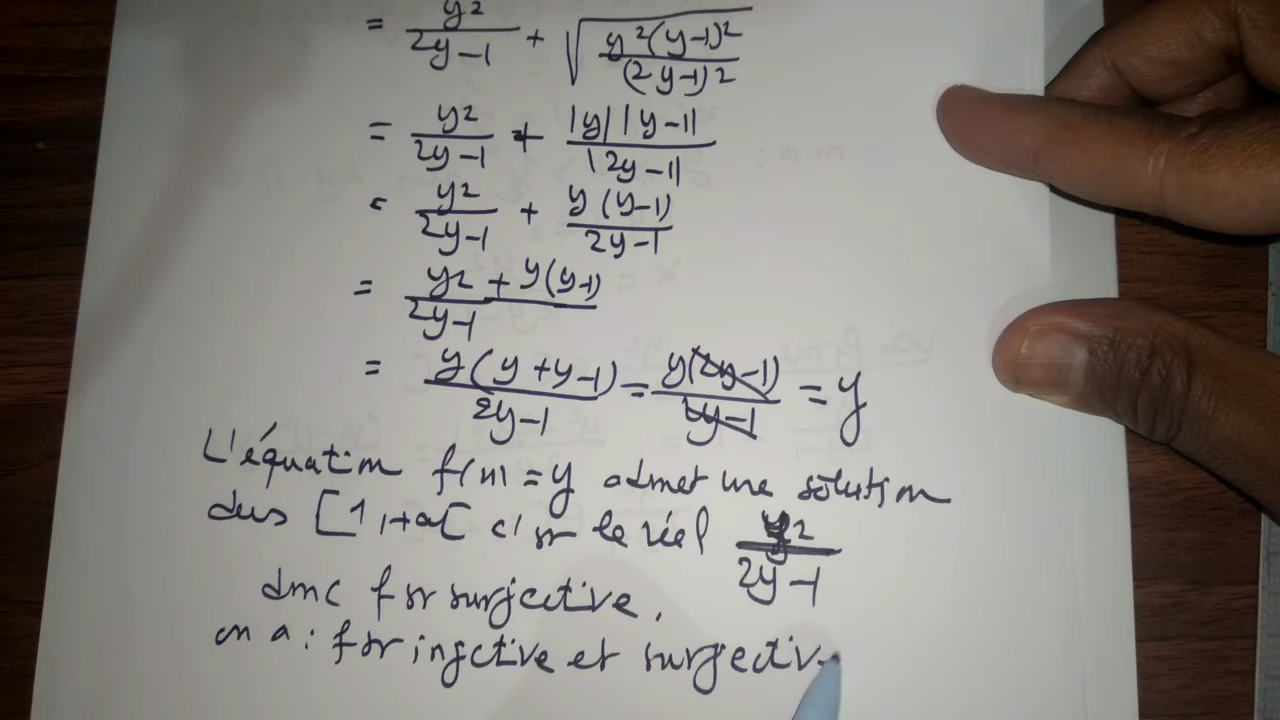 = y²/(2y-1) + √(y²(y-1)²/(2y-1)²)
= y²/(2y-1) + |y||y-1|/|2y-1|
= y²/(2y-1) + y(y-1)/(2y-1)
= (y² + y(y-1))/(2y-1)
= y(y+y-1)/(2y-1) = y(2y-1)/(2y-1) = y
L'équation f(x) = y admet une solution
dans [1,+∞[ c'est le réel y²/(2y-1)
donc f est surjective.
on a : f est injective et surjective